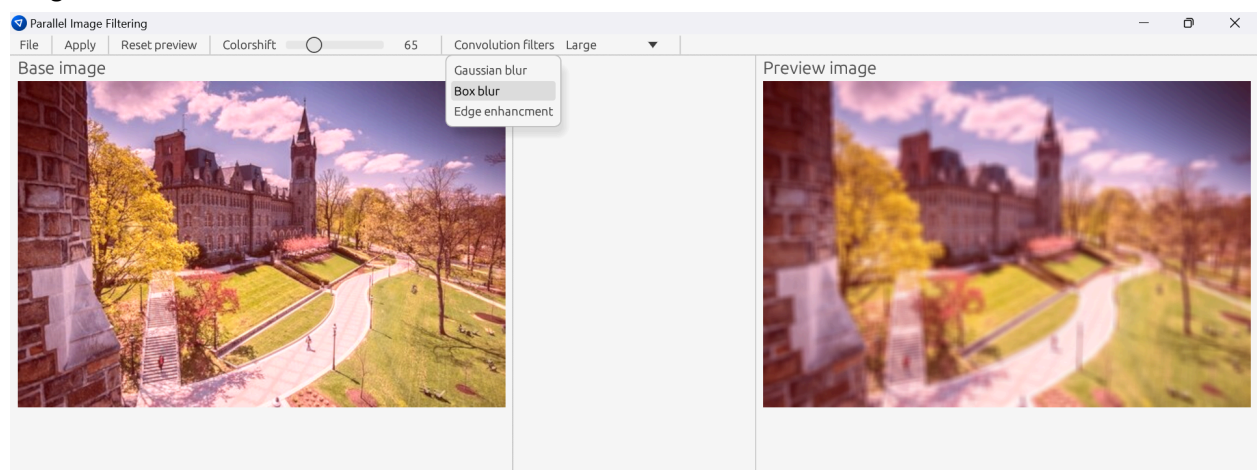 Parallel Image Filtering
File Apply Reset preview Colorshift 65 Convolution filters Large
Base image
Gaussian blur
Box blur
Edge enhancment
Preview image